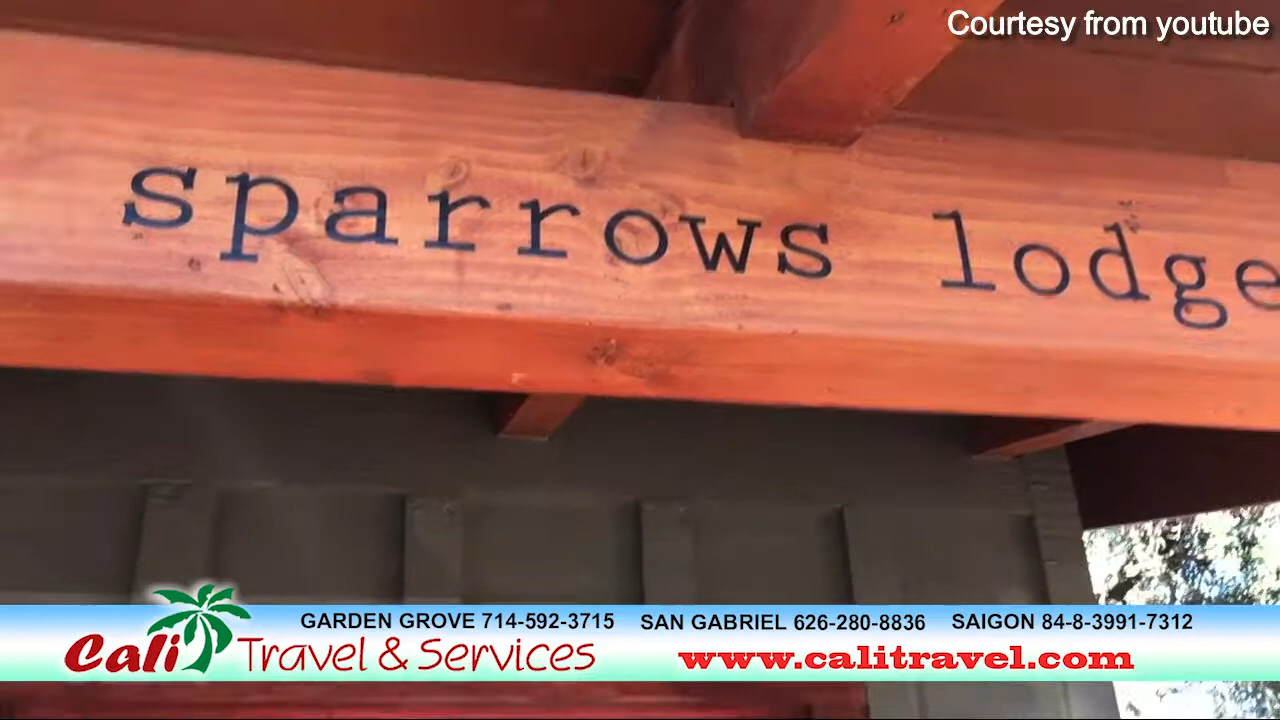 Courtesy from youtube
sparrows lodge
GARDEN GROVE 714-592-3715 SAN GABRIEL 626-280-8836 SAIGON 84-8-3991-7312
Cali Travel & Services www.calitravel.com